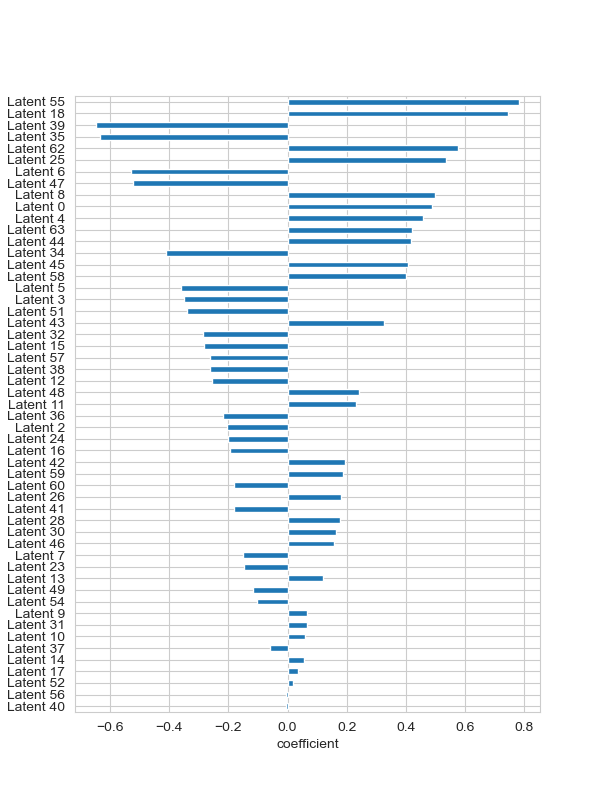 Latent 55
Latent 18
Latent 39
Latent 35
Latent 62
Latent 25
Latent 6
Latent 47
Latent 8
Latent 0
Latent 4
Latent 63
Latent 44
Latent 34
Latent 45
Latent 58
Latent 5
Latent 3
Latent 51
Latent 43
Latent 32
Latent 15
Latent 57
Latent 38
Latent 12
Latent 48
Latent 11
Latent 36
Latent 2
Latent 24
Latent 16
Latent 42
Latent 59
Latent 60
Latent 26
Latent 41
Latent 28
Latent 30
Latent 46
Latent 7
Latent 23
Latent 13
Latent 49
Latent 54
Latent 9
Latent 31
Latent 10
Latent 37
Latent 14
Latent 17
Latent 52
Latent 56
Latent 40
−0.6 −0.4 −0.2 0.0 0.2 0.4 0.6 0.8
coefficient